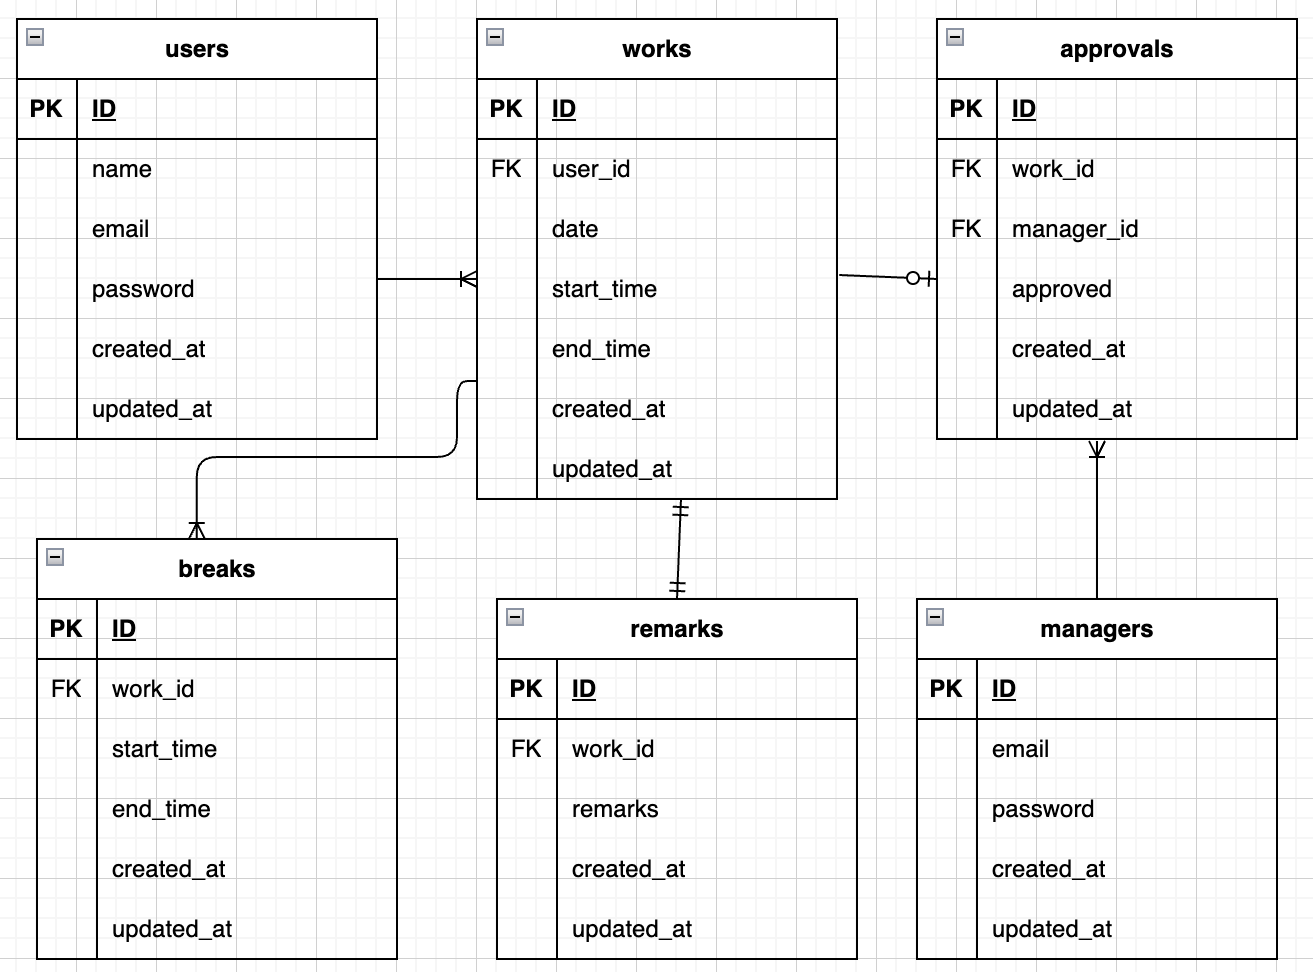 users
PK ID
name
email
password
created_at
updated_at
works
PK ID
FK user_id
date
start_time
end_time
created_at
updated_at
approvals
PK ID
FK work_id
FK manager_id
approved
created_at
updated_at
breaks
PK ID
FK work_id
start_time
end_time
created_at
updated_at
remarks
PK ID
FK work_id
remarks
created_at
updated_at
managers
PK ID
email
password
created_at
updated_at